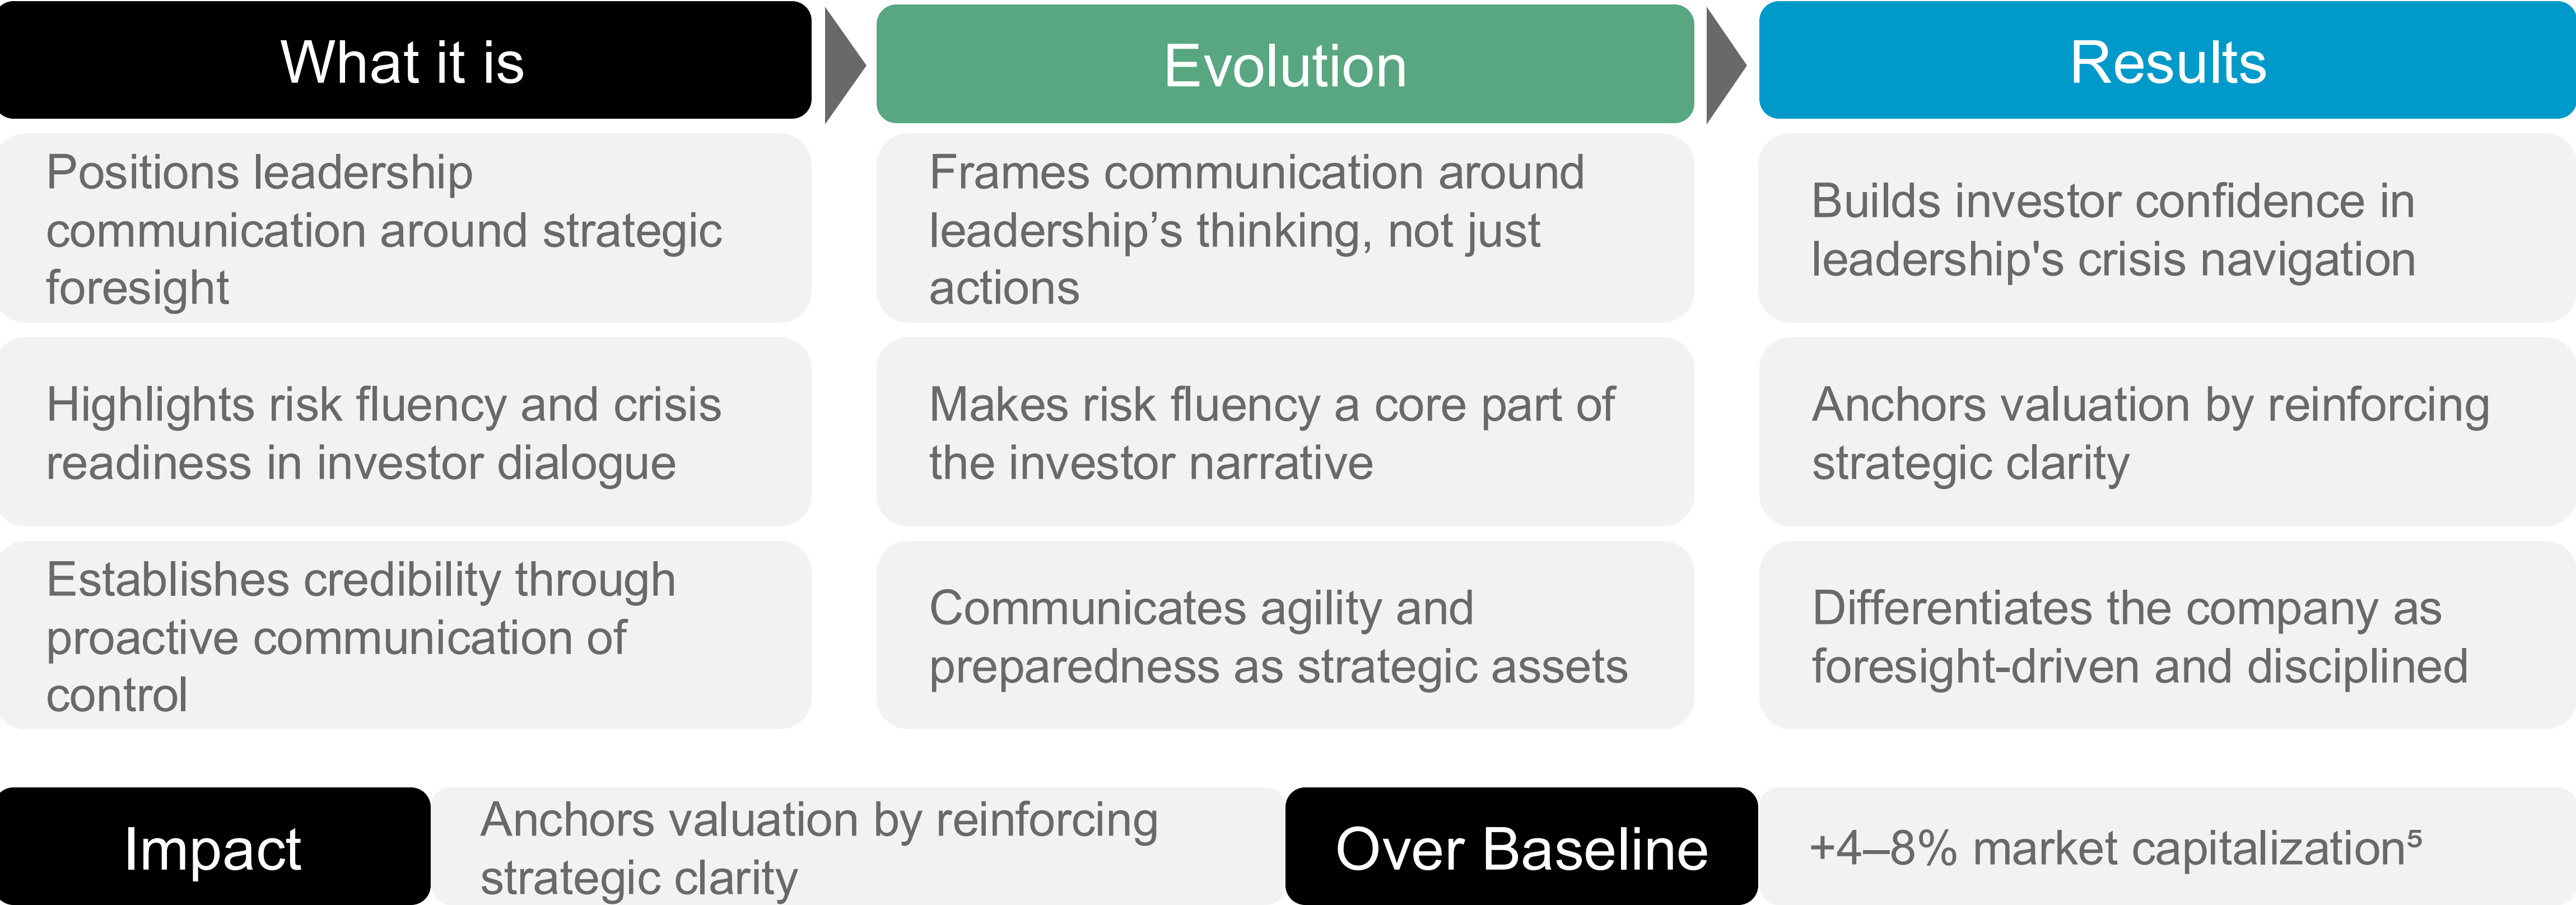 What it is
Evolution
Results
Positions leadership
communication around strategic
foresight
Frames communication around
leadership’s thinking, not just
actions
Builds investor confidence in
leadership's crisis navigation
Highlights risk fluency and crisis
readiness in investor dialogue
Makes risk fluency a core part of
the investor narrative
Anchors valuation by reinforcing
strategic clarity
Establishes credibility through
proactive communication of
control
Communicates agility and
preparedness as strategic assets
Differentiates the company as
foresight-driven and disciplined
Impact
Anchors valuation by reinforcing
strategic clarity
Over Baseline
+4–8% market capitalization⁵